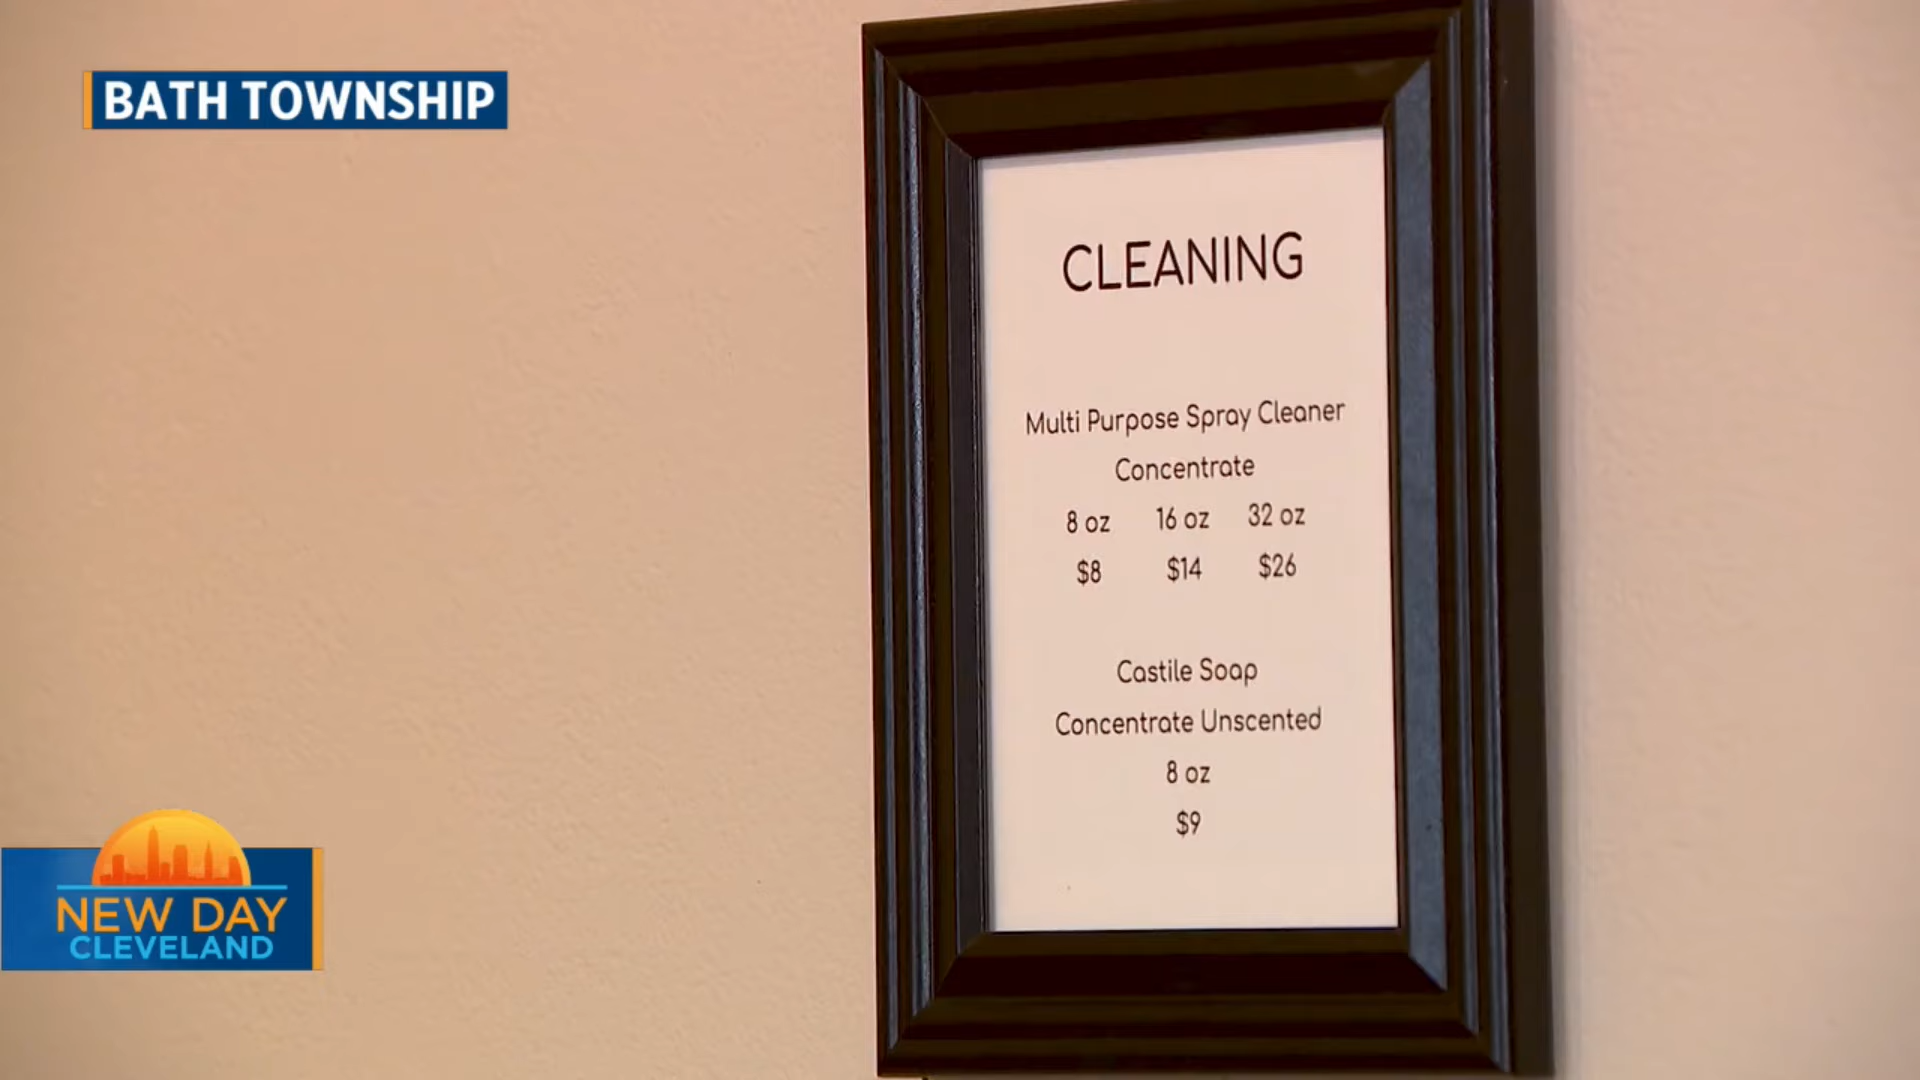 BATH TOWNSHIP
CLEANING
Multi Purpose Spray Cleaner
Concentrate
8 oz 16 oz 32 oz
$8 $14 $26
Castile Soap
Concentrate Unscented
8 oz
$9
NEW DAY
CLEVELAND